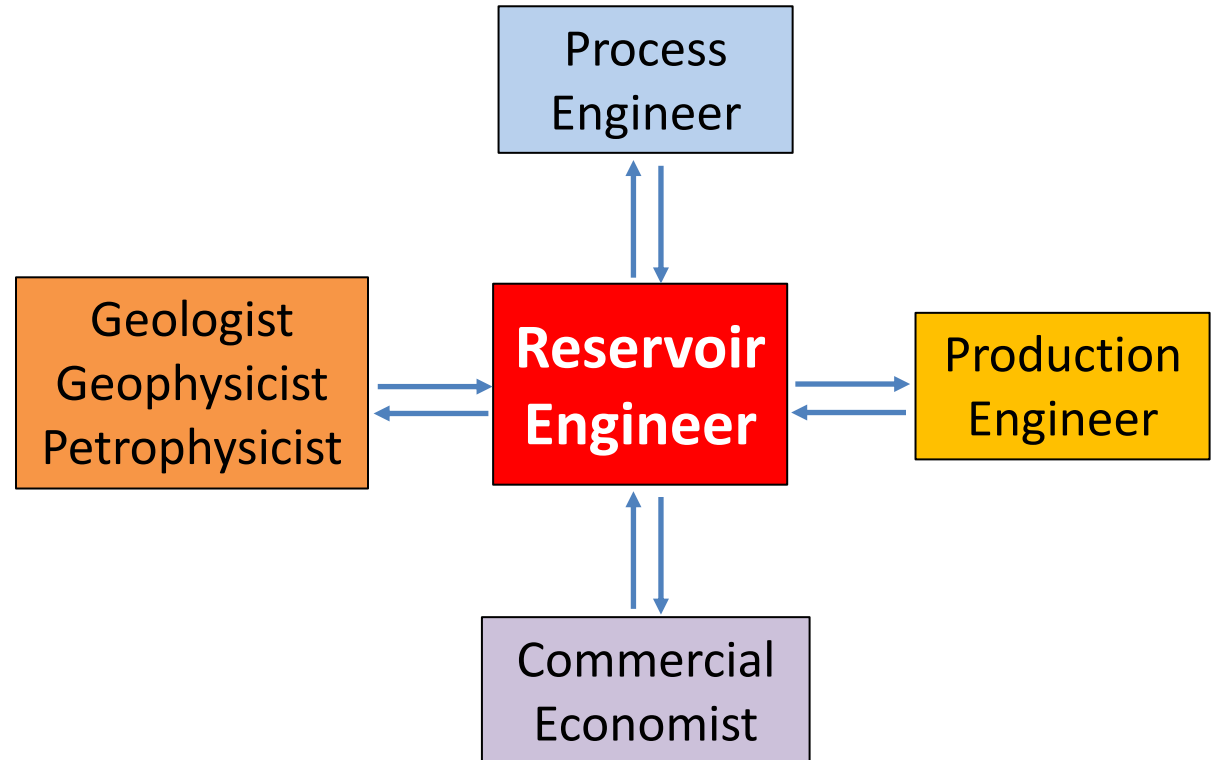 Process
Engineer
Geologist
Geophysicist
Petrophysicist
Reservoir
Engineer
Production
Engineer
Commercial
Economist